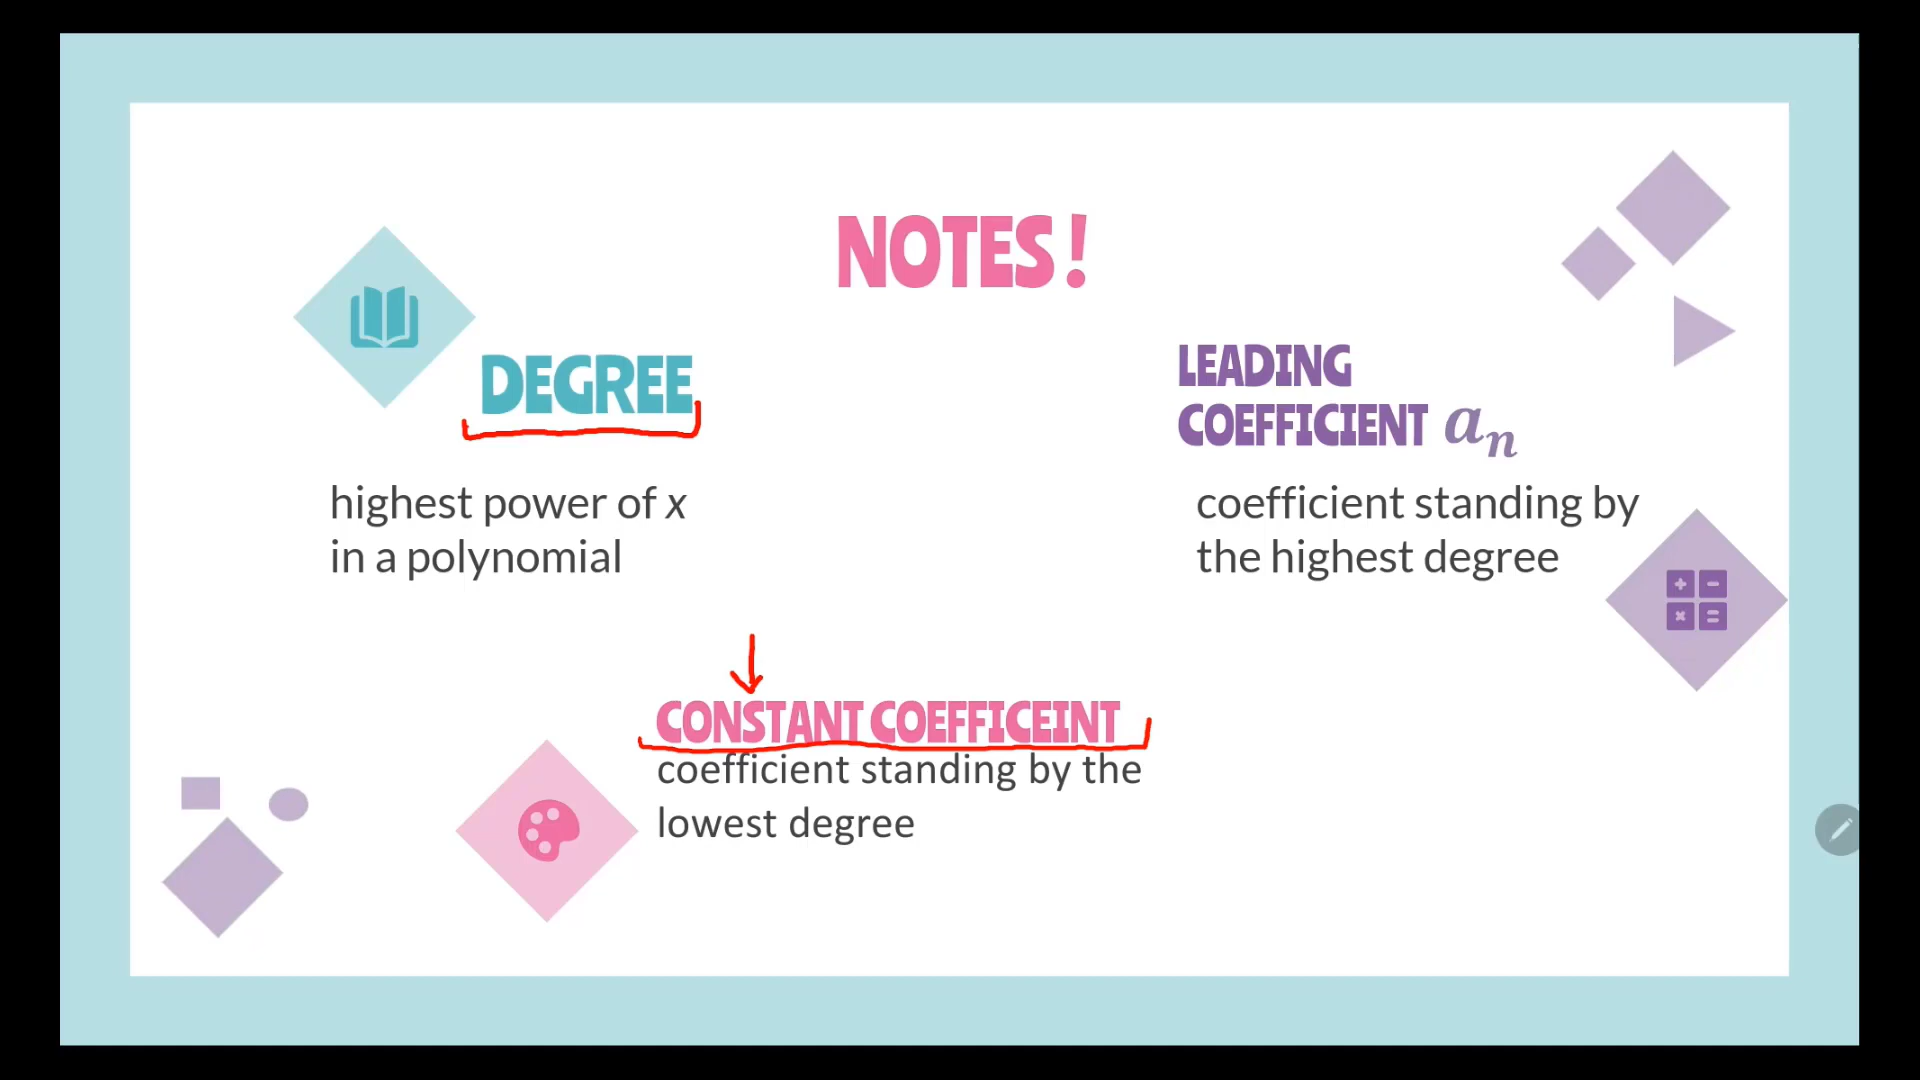 NOTES!
DEGREE
highest power of x
in a polynomial
LEADING
COEFFICIENT aₙ
coefficient standing by
the highest degree
CONSTANT COEFFICEINT
coefficient standing by the
lowest degree